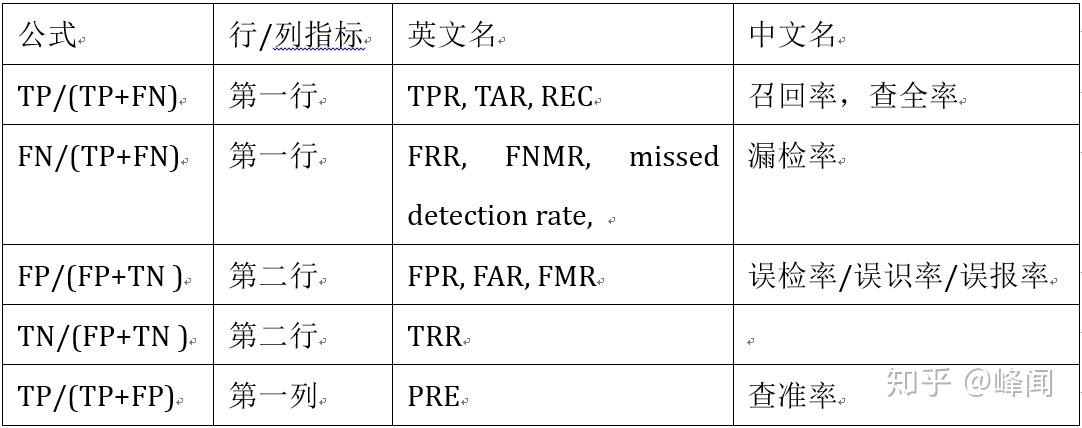 公式 行/列指标 英文名 中文名
TP/(TP+FN) 第一行 TPR, TAR, REC 召回率，查全率
FN/(TP+FN) 第一行 FRR, FNMR, missed 漏检率
detection rate,
FP/(FP+TN ) 第二行 FPR, FAR, FMR 误检率/误识率/误报率
TN/(FP+TN ) 第二行 TRR
TP/(TP+FP) 第一列 PRE 查准率
知乎 @峰闻